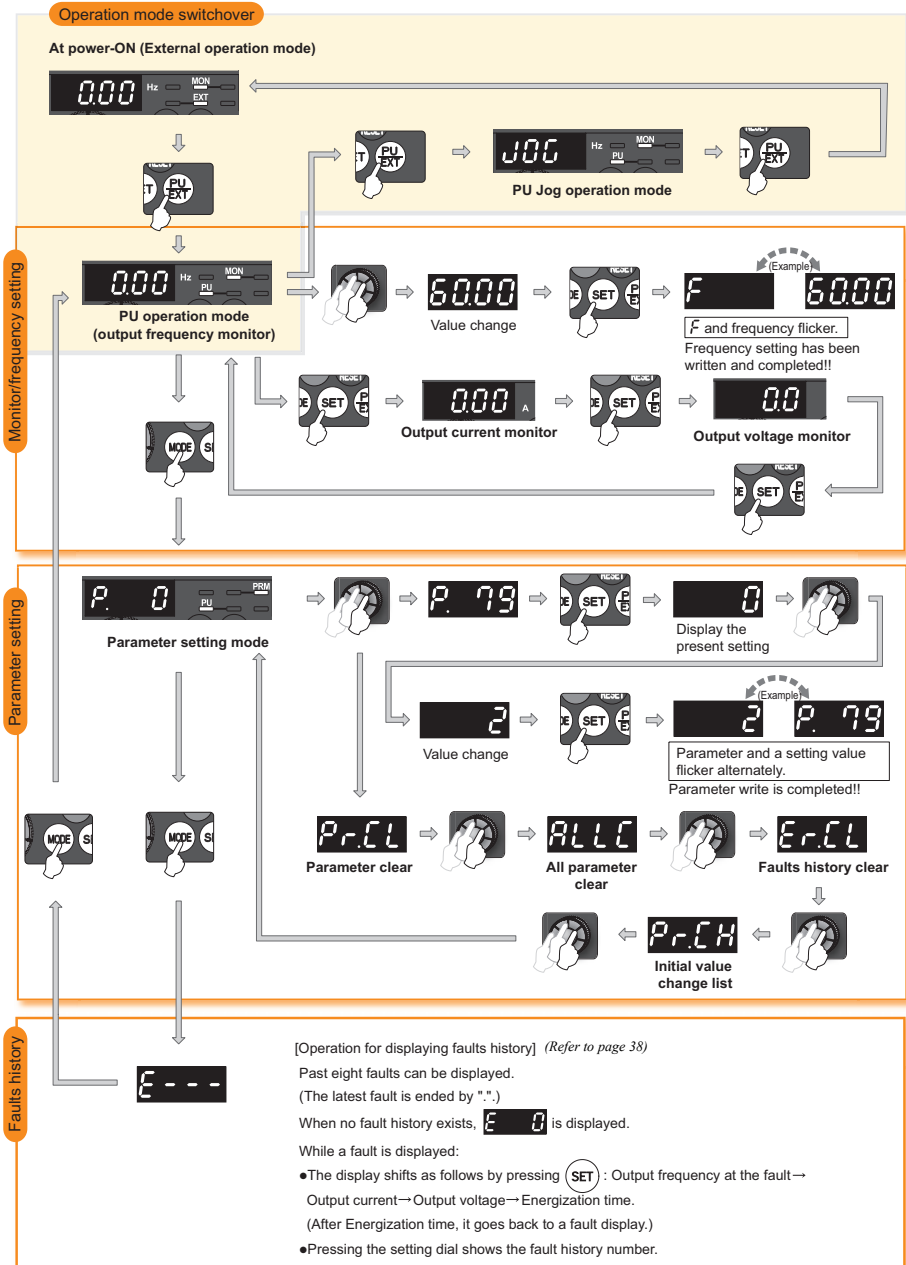 Operation mode switchover
At power-ON (External operation mode)
0.00 Hz MON EXT
PU EXT
PU EXT
JOG Hz MON PU
PU EXT
PU Jog operation mode
Monitor/frequency setting
0.00 Hz MON PU
PU operation mode
(output frequency monitor)
60.00
Value change
RESET
SET
(Example)
F 60.00
F and frequency flicker.
Frequency setting has been
written and completed!!
SET
0.00 A
Output current monitor
SET
0.0
Output voltage monitor
MODE
SET
Parameter setting
P. 0 PU PRM
Parameter setting mode
P. 79
SET
0
Display the
present setting
2
Value change
SET
(Example)
2 P. 79
Parameter and a setting value
flicker alternately.
Parameter write is completed!!
MODE
MODE
Pr.CL
Parameter clear
ALLC
All parameter
clear
Er.CL
Faults history clear
Pr.CH
Initial value
change list
Faults history
E - - -
[Operation for displaying faults history] (Refer to page 38)
Past eight faults can be displayed.
(The latest fault is ended by ".".)
When no fault history exists, E 0 is displayed.
While a fault is displayed:
●The display shifts as follows by pressing SET : Output frequency at the fault→
Output current→Output voltage→Energization time.
(After Energization time, it goes back to a fault display.)
●Pressing the setting dial shows the fault history number.